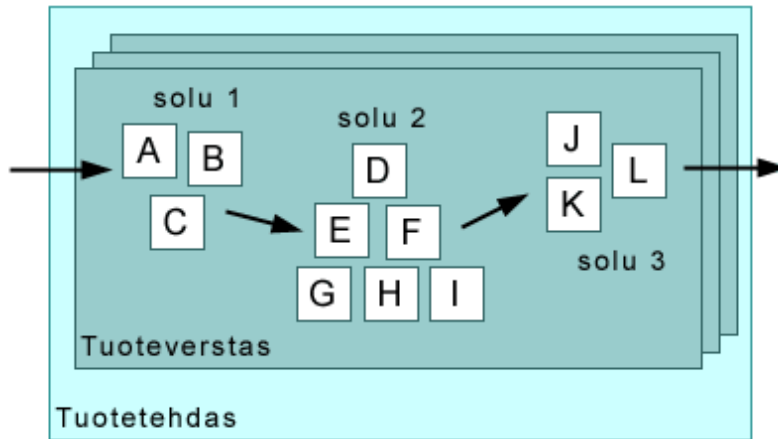 solu 1
A
B
C
solu 2
D
E
F
G
H
I
J
K
L
solu 3
Tuoteverstas
Tuotetehdas